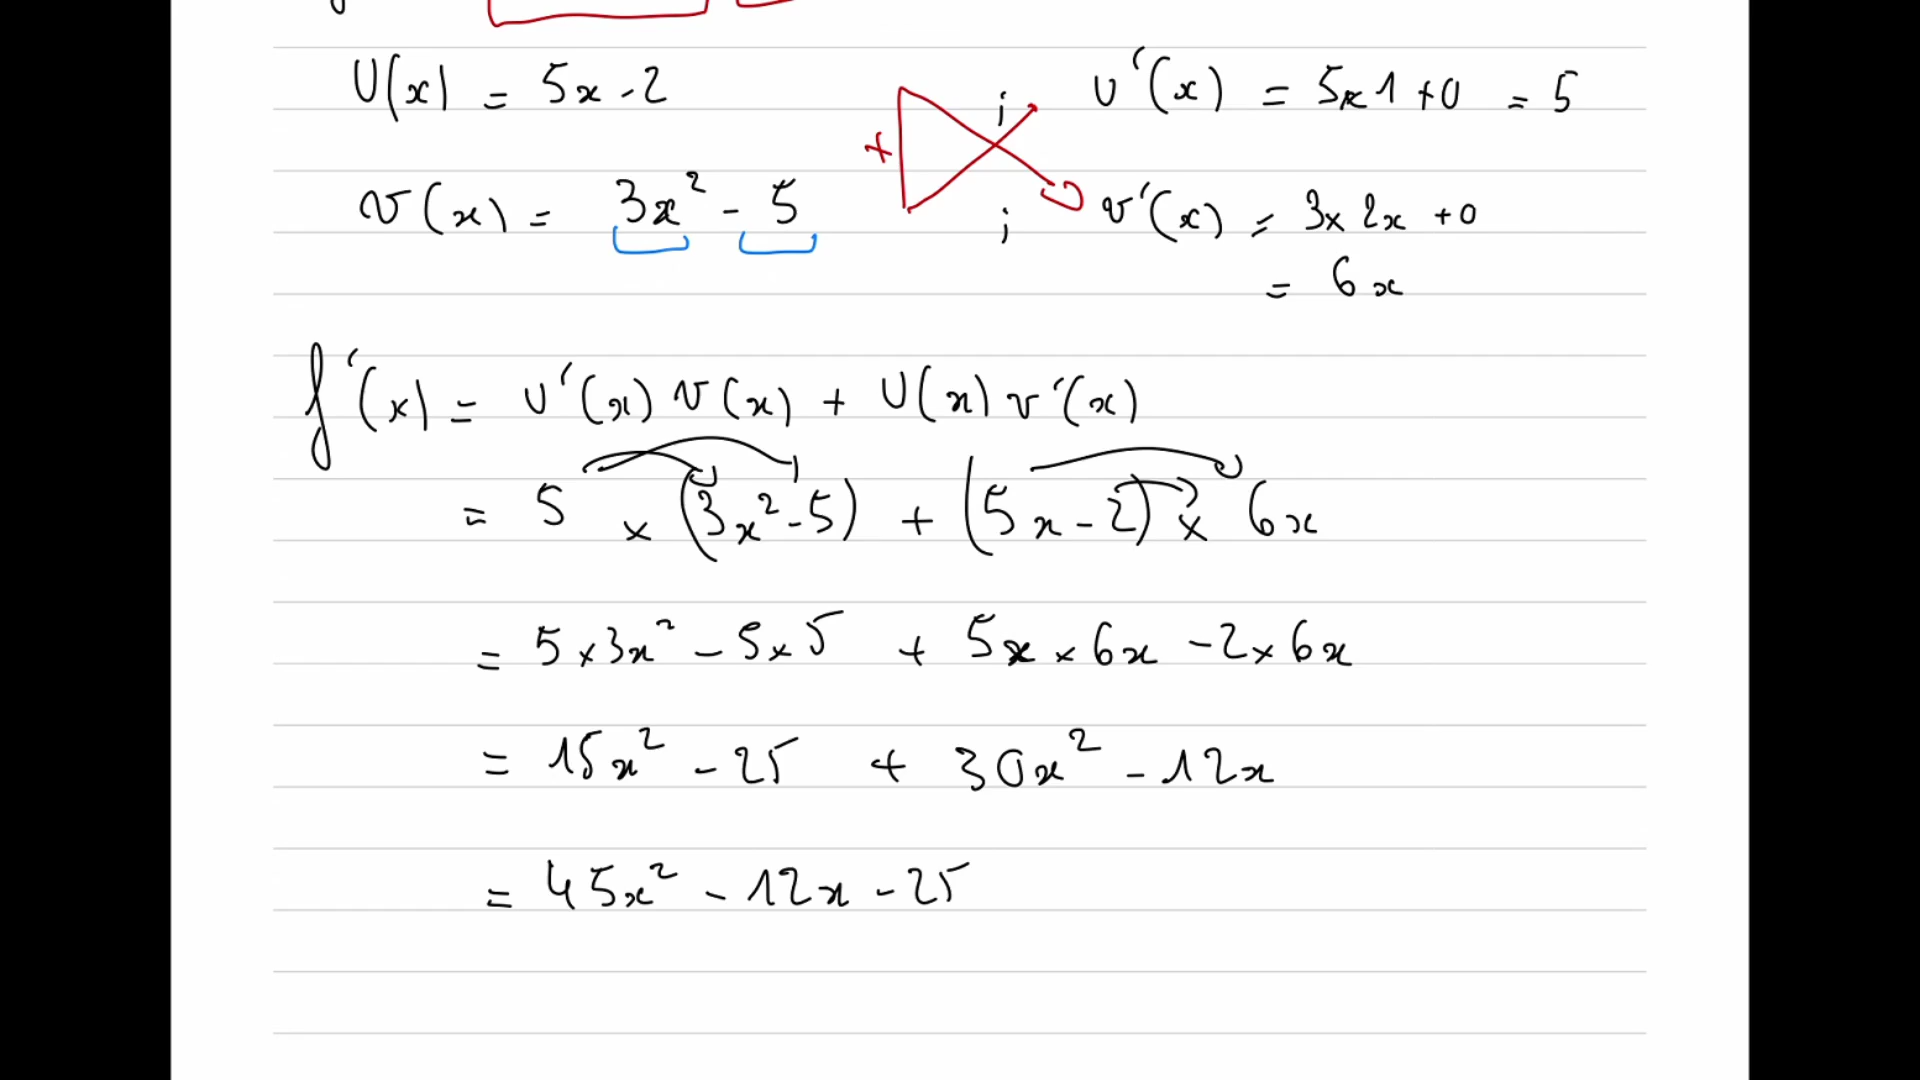 U(x) = 5x - 2 ; U'(x) = 5x1 + 0 = 5
+
v(x) = 3x² - 5 ; v'(x) = 3x 2x + 0
= 6x
f'(x) = U'(x) v(x) + U(x) v'(x)
= 5 x (3x² - 5) + (5x - 2) x 6x
= 5 x 3x² - 5 x 5 + 5x x 6x - 2 x 6x
= 15x² - 25 + 30x² - 12x
= 45x² - 12x - 25